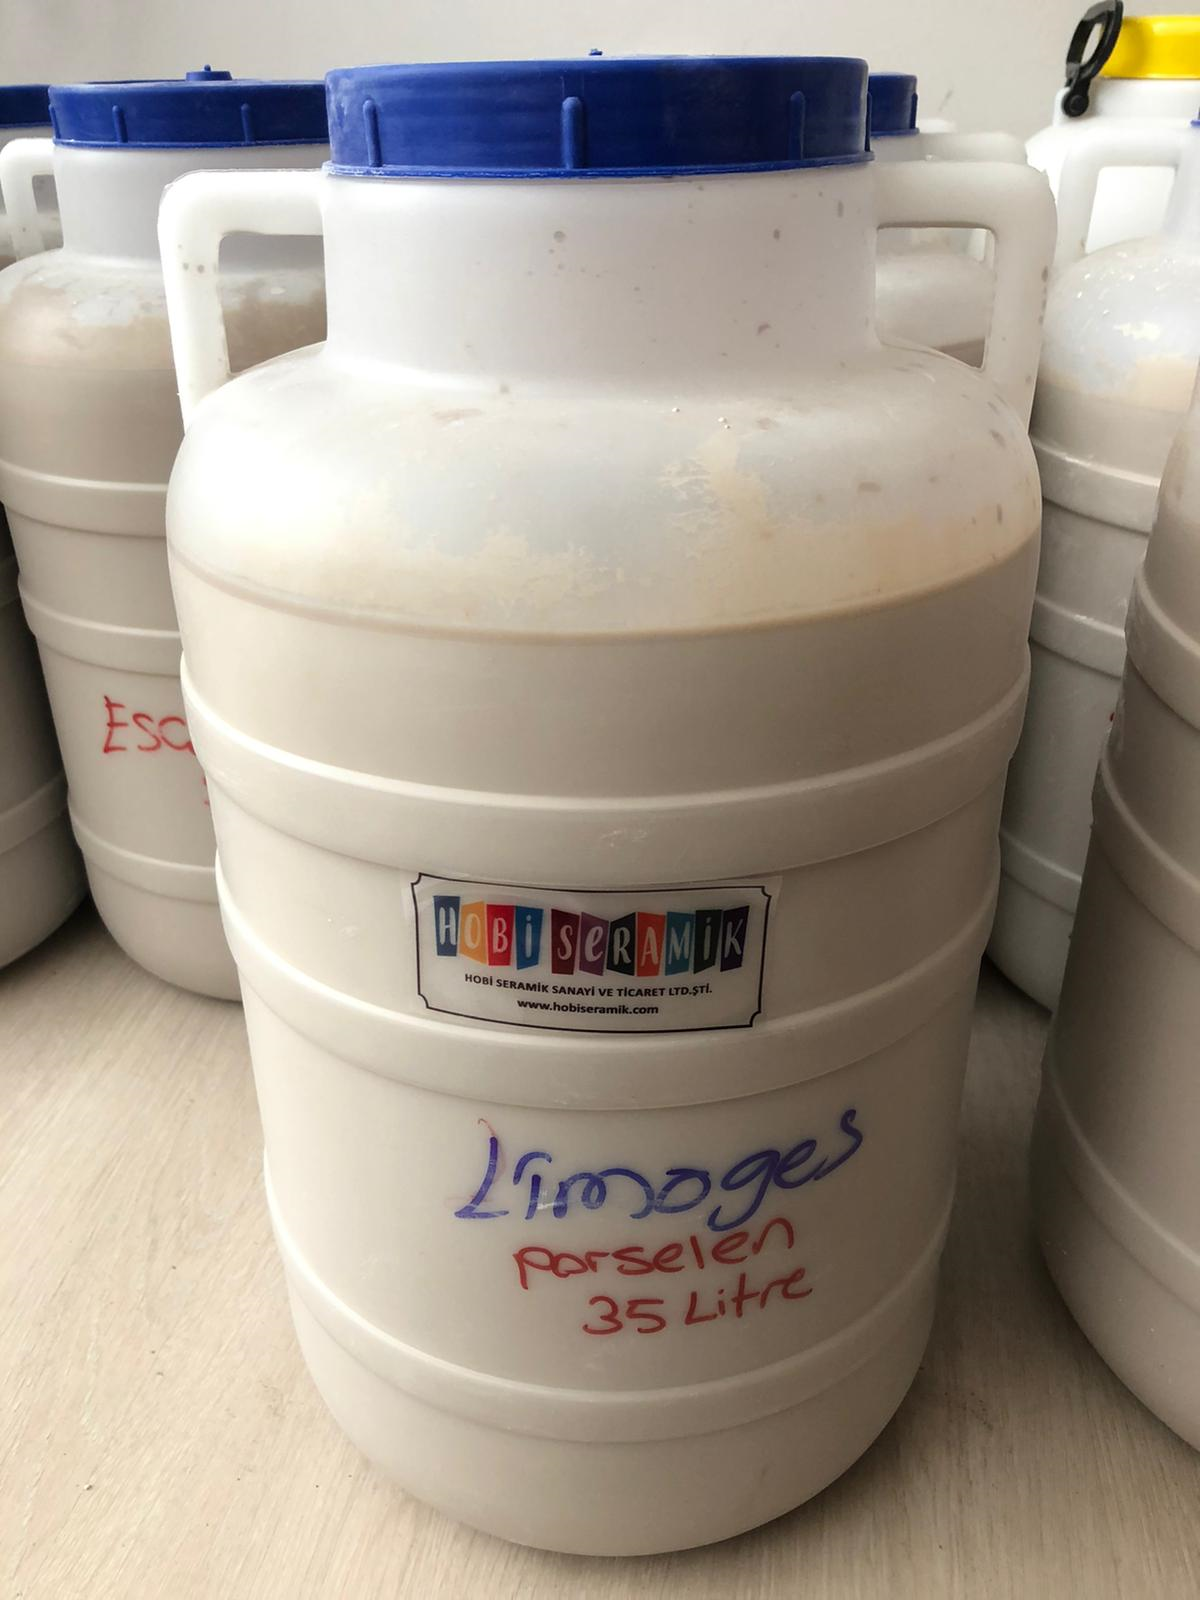 HOBİ SERAMİK
HOBİ SERAMİK SANAYİ VE TİCARET LTD.ŞTİ.
www.hobiseramik.com
Limoges
porselen
35 Litre